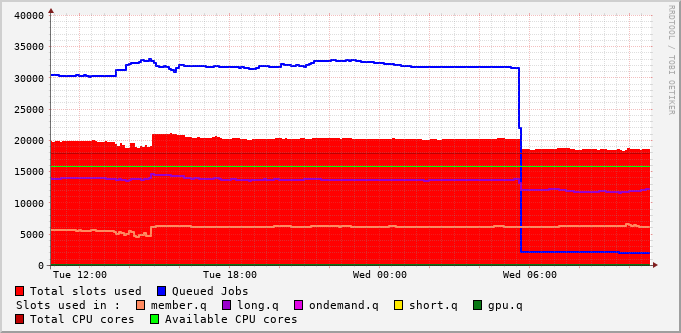 RRDTOOL / TOBI OETIKER
40000
35000
30000
25000
20000
15000
10000
5000
0
Tue 12:00 Tue 18:00 Wed 00:00 Wed 06:00
Total slots used Queued Jobs
Slots used in : member.q long.q ondemand.q short.q gpu.q
Total CPU cores Available CPU cores